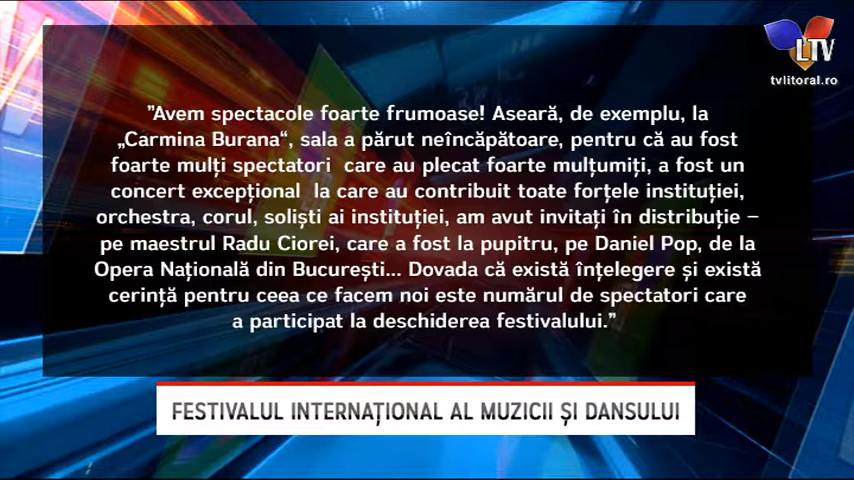 LTV
tvlitoral.ro
”Avem spectacole foarte frumoase! Aseară, de exemplu, la
„Carmina Burana“, sala a părut neîncăpătoare, pentru că au fost
foarte mulți spectatori care au plecat foarte mulțumiți, a fost un
concert excepțional la care au contribuit toate forțele instituției,
orchestra, corul, soliști ai instituției, am avut invitați în distribuție –
pe maestrul Radu Ciorei, care a fost la pupitru, pe Daniel Pop, de la
Opera Națională din București... Dovada că există înțelegere și există
cerință pentru ceea ce facem noi este numărul de spectatori care
a participat la deschiderea festivalului.”
FESTIVALUL INTERNAȚIONAL AL MUZICII ȘI DANSULUI